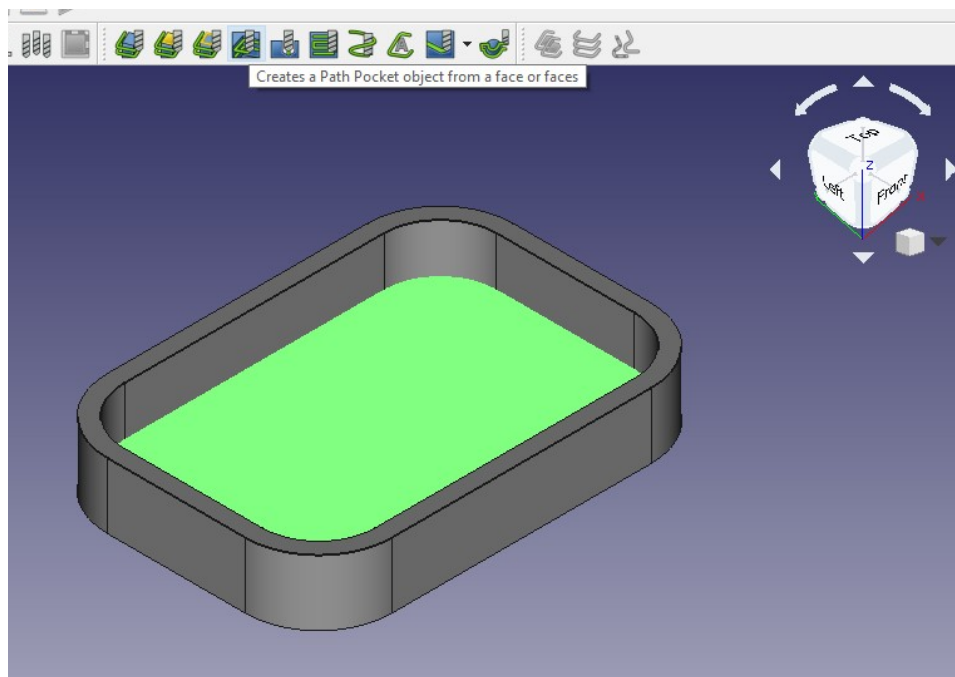 Creates a Path Pocket object from a face or faces
Top
Z
Left
Front
X